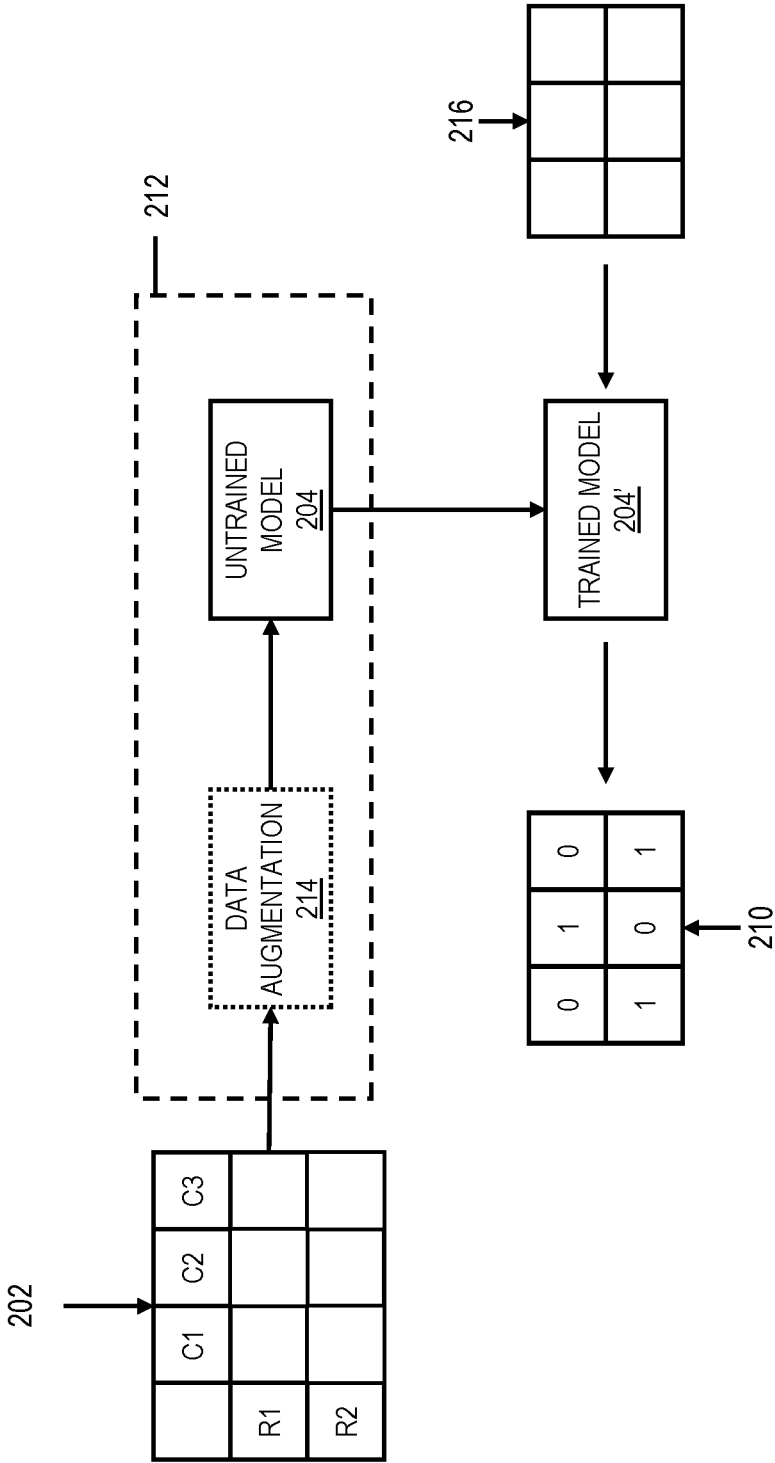 202
212
C1
C2
C3
R1
R2
DATA
AUGMENTATION
214
UNTRAINED
MODEL
204
216
0
1
0
1
0
1
210
TRAINED MODEL
204'